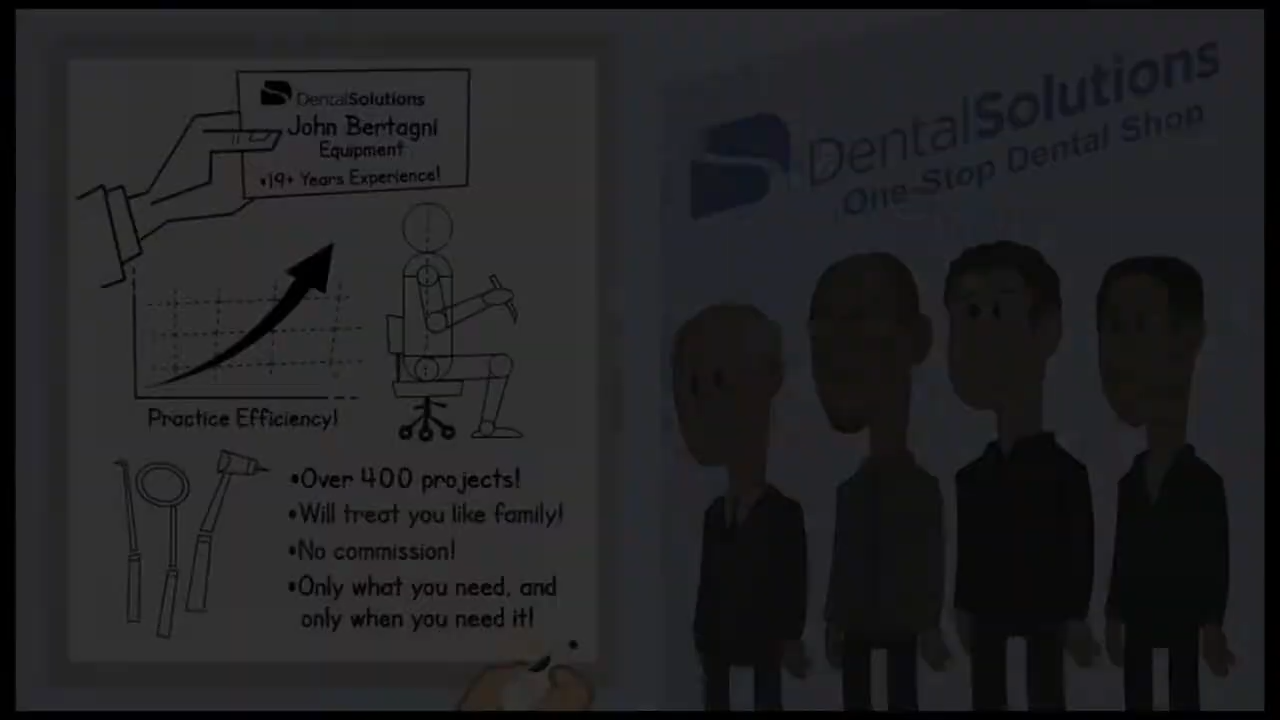 DentalSolutions
John Bertagni
Equipment
•19+ Years Experience!
Practice Efficiency!
•Over 400 projects!
•Will treat you like family!
•No commission!
•Only what you need, and
only when you need it!
DentalSolutions
One-Stop Dental Shop